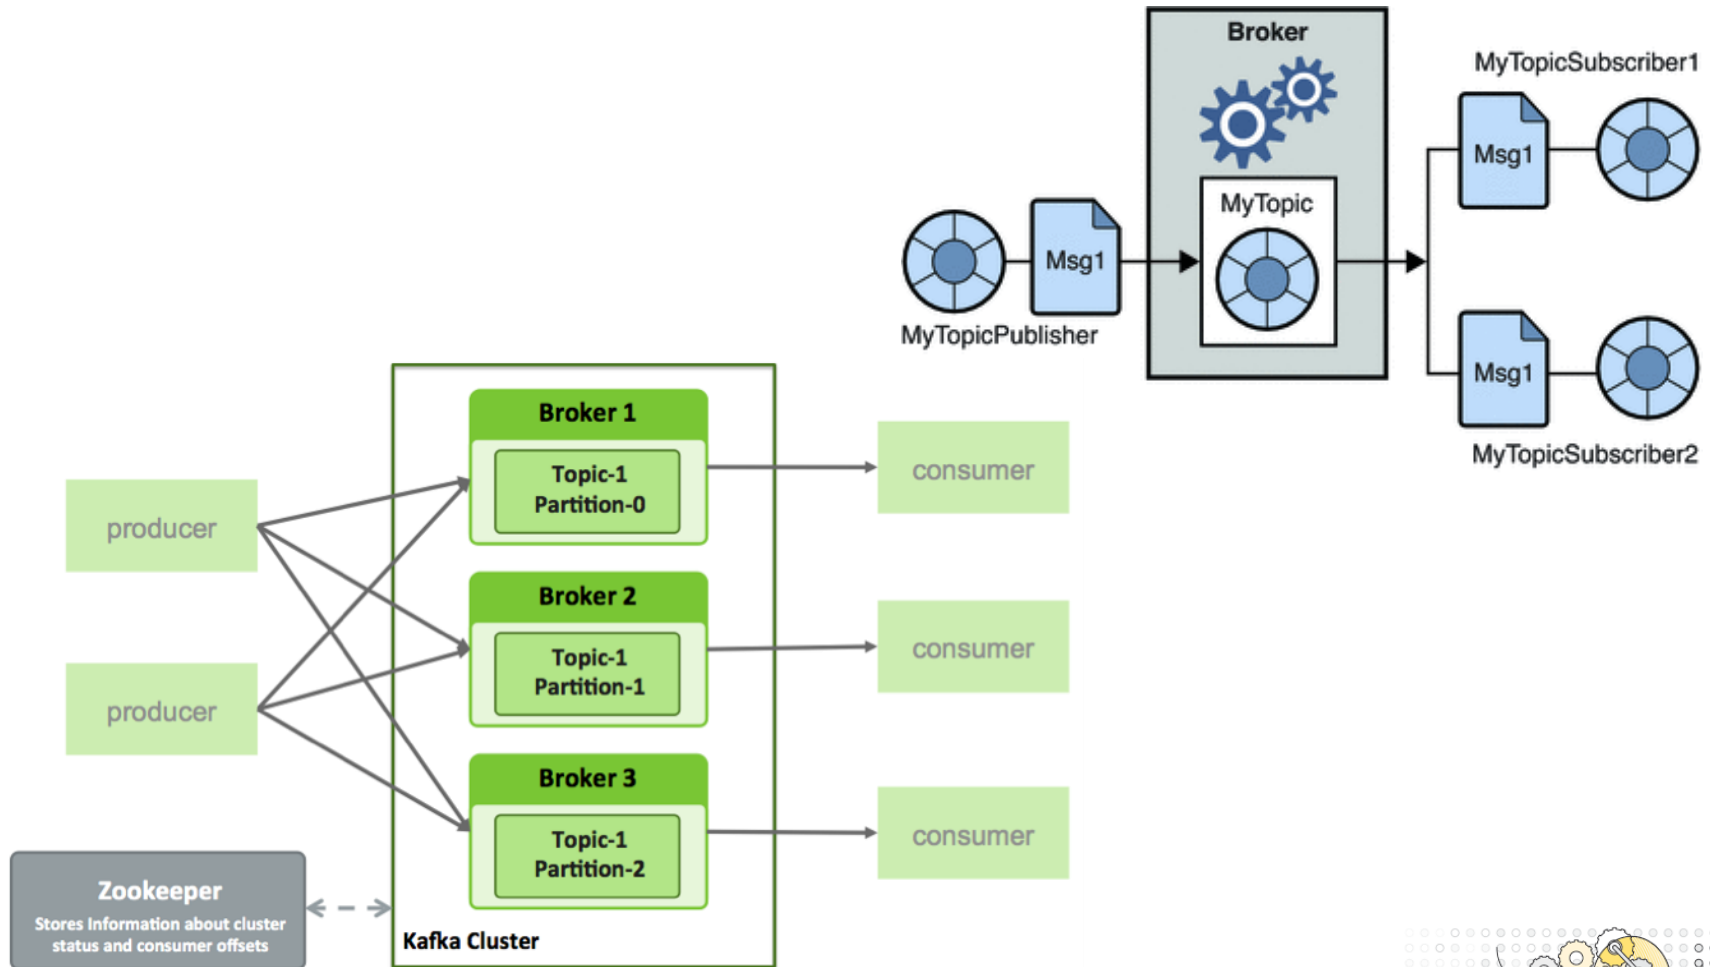 Broker
MyTopicSubscriber1
Msg1
MyTopic
Msg1
MyTopicPublisher
Msg1
MyTopicSubscriber2
Broker 1
Topic-1
Partition-0
consumer
producer
Broker 2
Topic-1
Partition-1
consumer
producer
Broker 3
Topic-1
Partition-2
consumer
Zookeeper
Stores Information about cluster
status and consumer offsets
Kafka Cluster